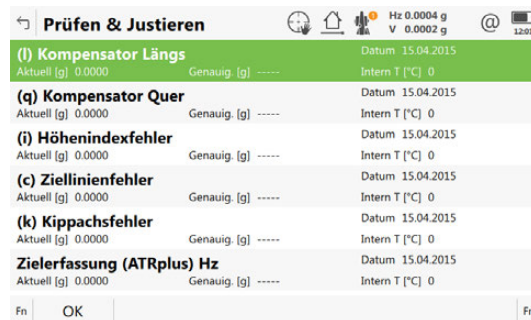 Prüfen & Justieren Hz 0.0004 g
V 0.0002 g @
(l) Kompensator Längs Datum 15.04.2015
Aktuell [g] 0.0000 Genauig. [g] ----- Intern T [°C] 0
(q) Kompensator Quer Datum 15.04.2015
Aktuell [g] 0.0000 Genauig. [g] ----- Intern T [°C] 0
(i) Höhenindexfehler Datum 15.04.2015
Aktuell [g] 0.0000 Genauig. [g] ----- Intern T [°C] 0
(c) Ziellinienfehler Datum 15.04.2015
Aktuell [g] 0.0000 Genauig. [g] ----- Intern T [°C] 0
(k) Kippachsfehler Datum 15.04.2015
Aktuell [g] 0.0000 Genauig. [g] ----- Intern T [°C] 0
Zielerfassung (ATRplus) Hz Datum 15.04.2015
Aktuell [g] 0.0000 Genauig. [g] ----- Intern T [°C] 0
Fn OK